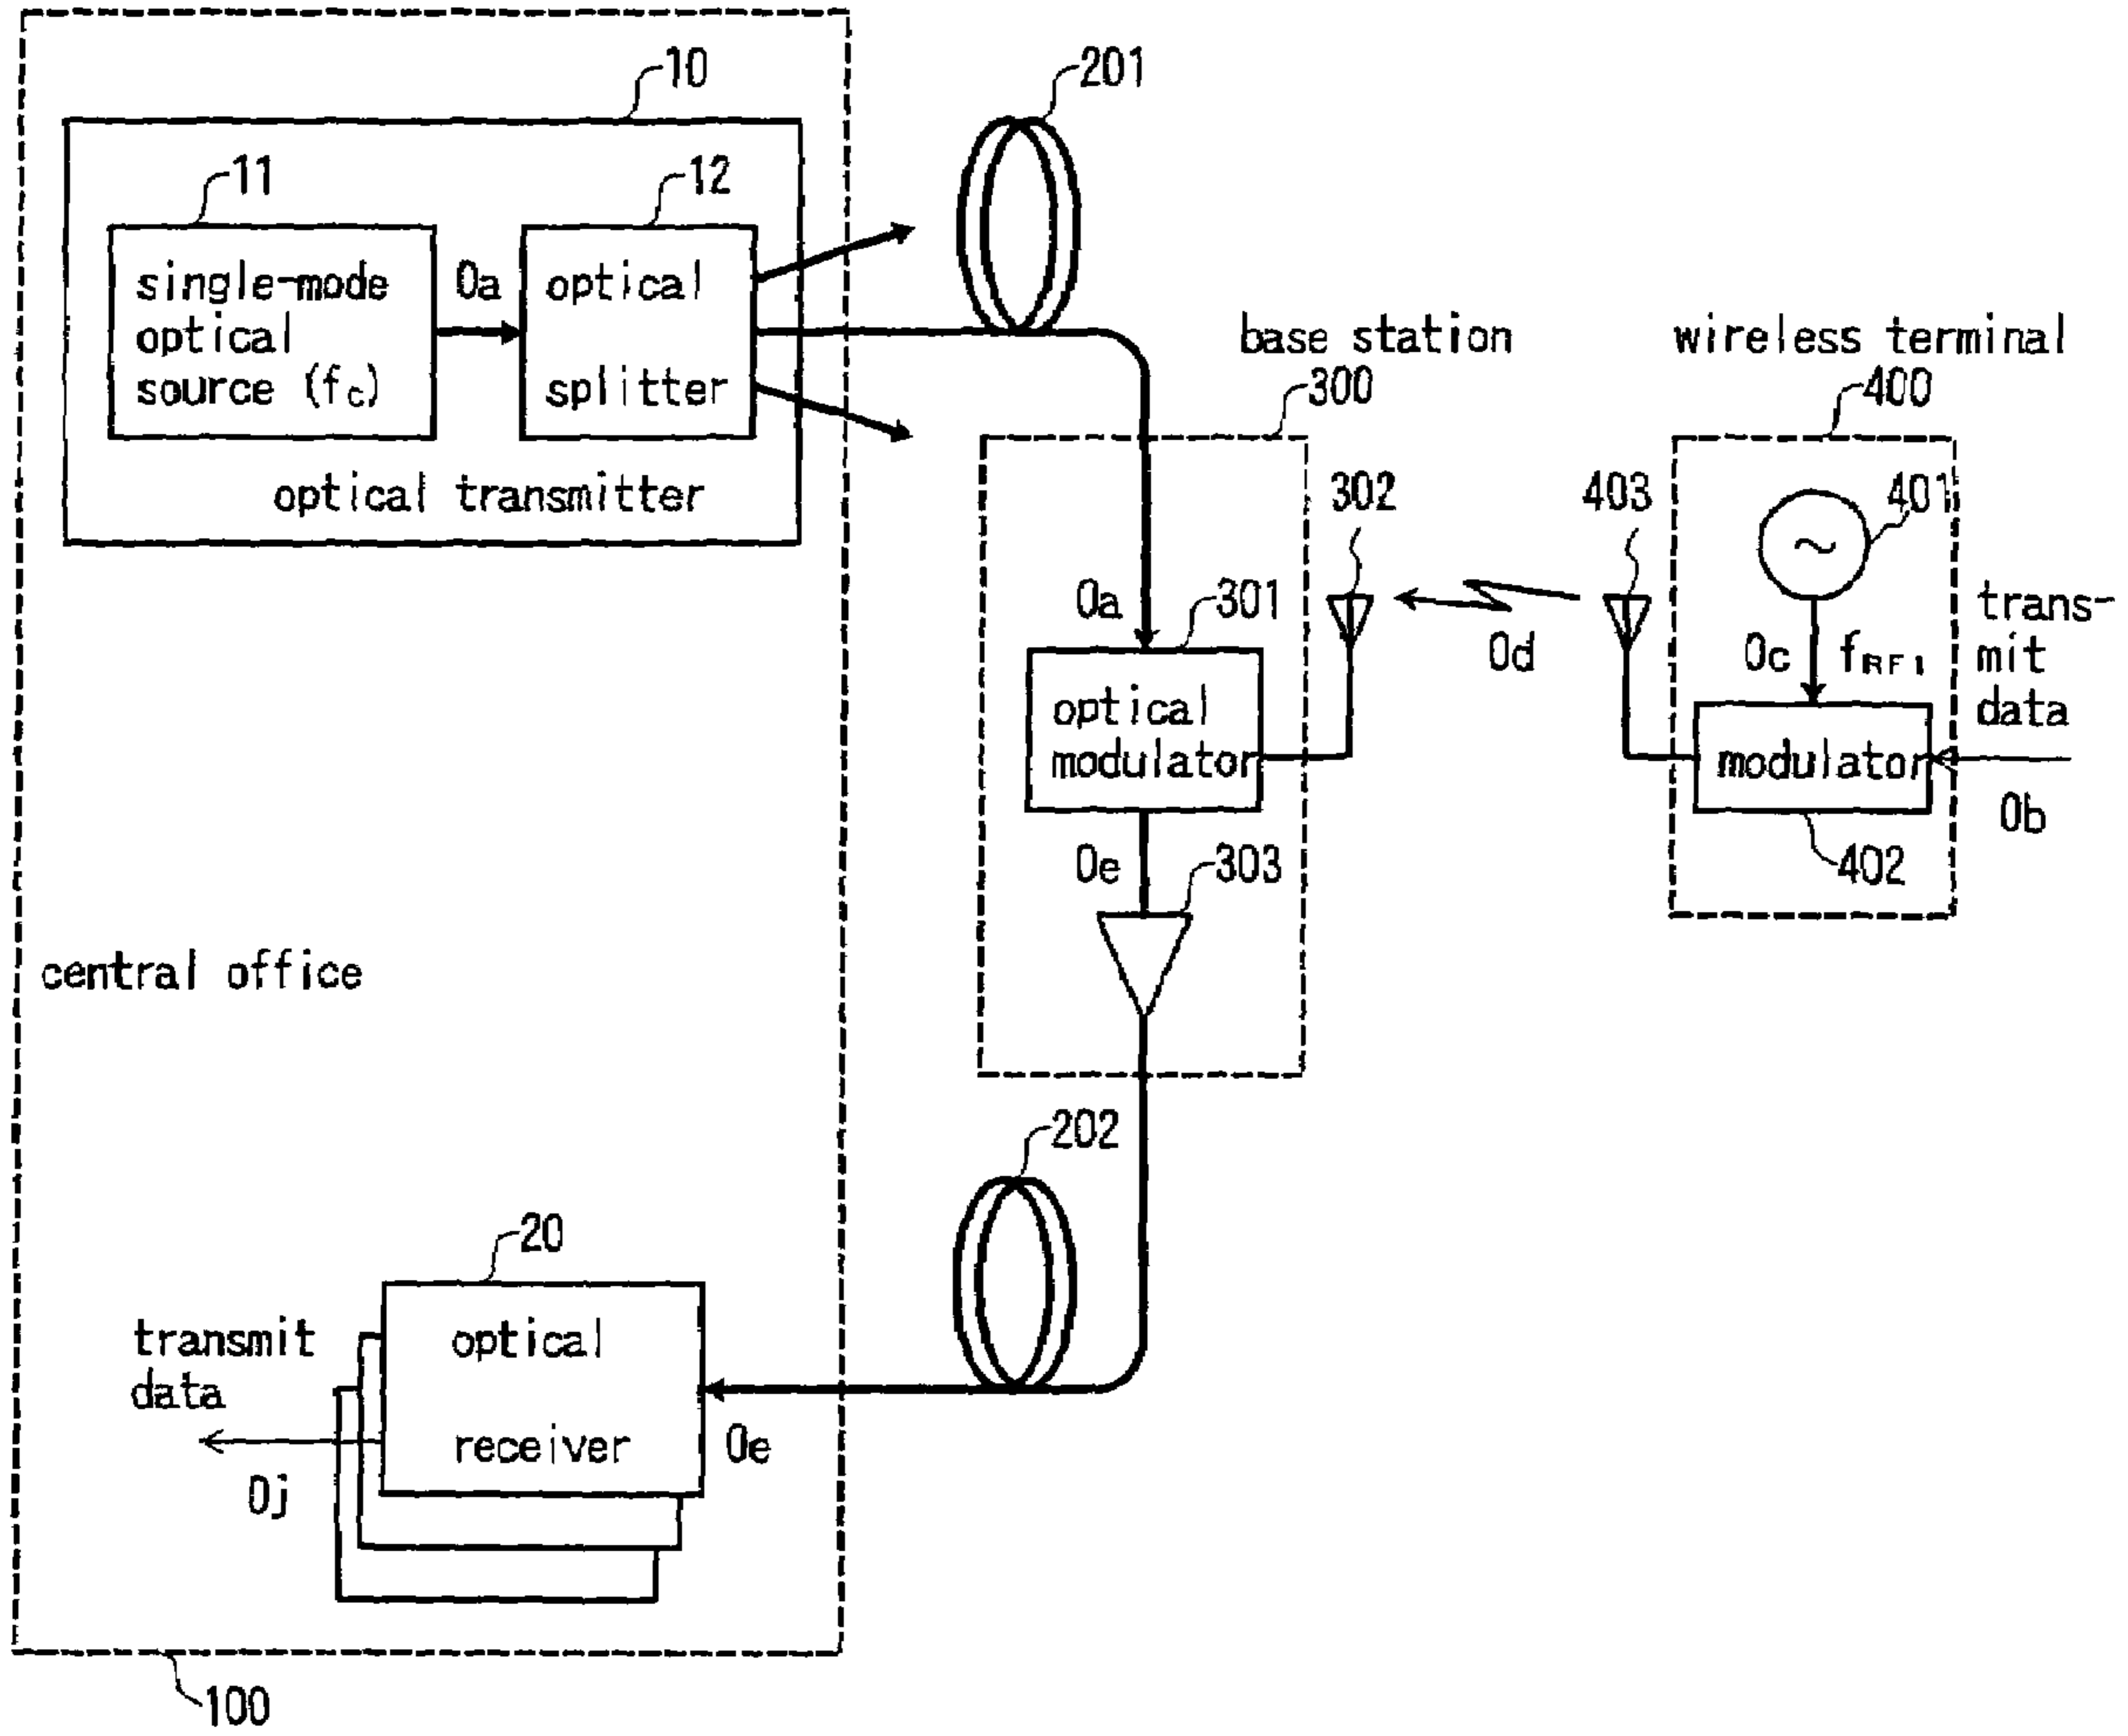 10
201
11
12
single-mode
optical
source (fc)
0a
optical
splitter
optical transmitter
base station
300
wireless terminal
400
302
403
401
0a
301
0d
0c
fRF1
trans-
mit
data
optical
modulator
modulator
0b
0e
303
402
central office
202
20
transmit
data
optical
receiver
0e
0j
100